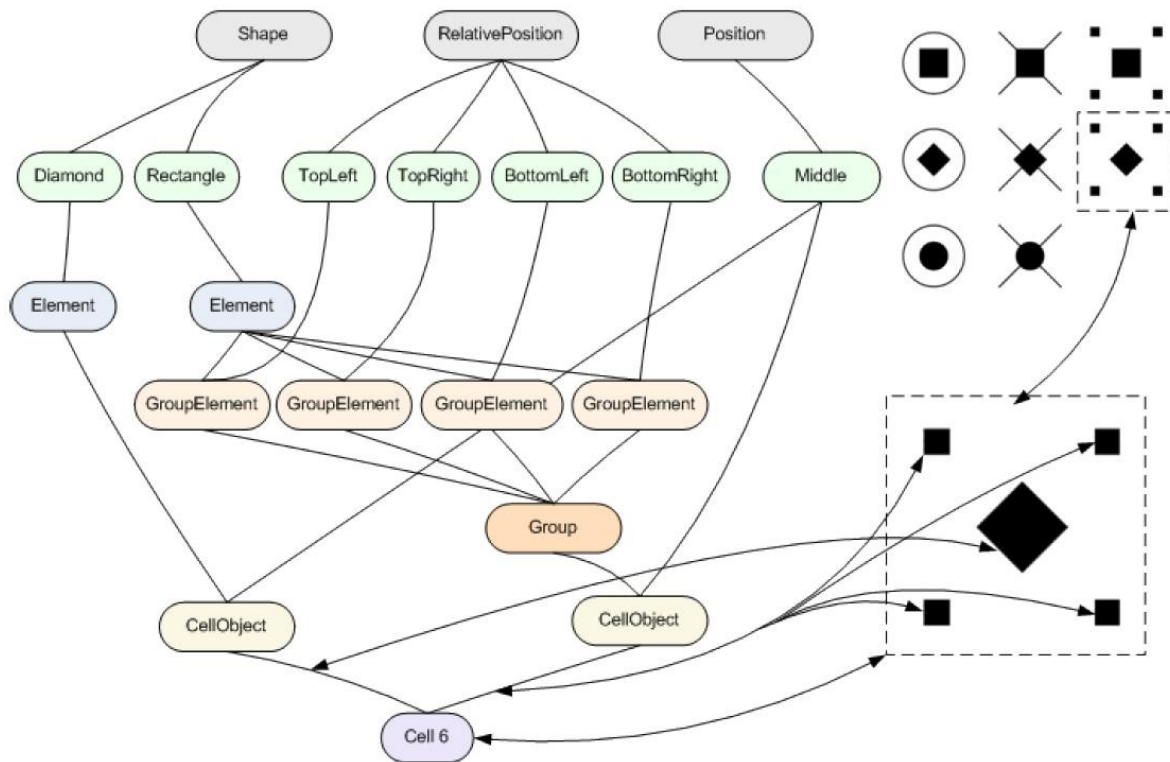 Shape
RelativePosition
Position
Diamond
Rectangle
TopLeft
TopRight
BottomLeft
BottomRight
Middle
Element
Element
GroupElement
GroupElement
GroupElement
GroupElement
Group
CellObject
CellObject
Cell 6